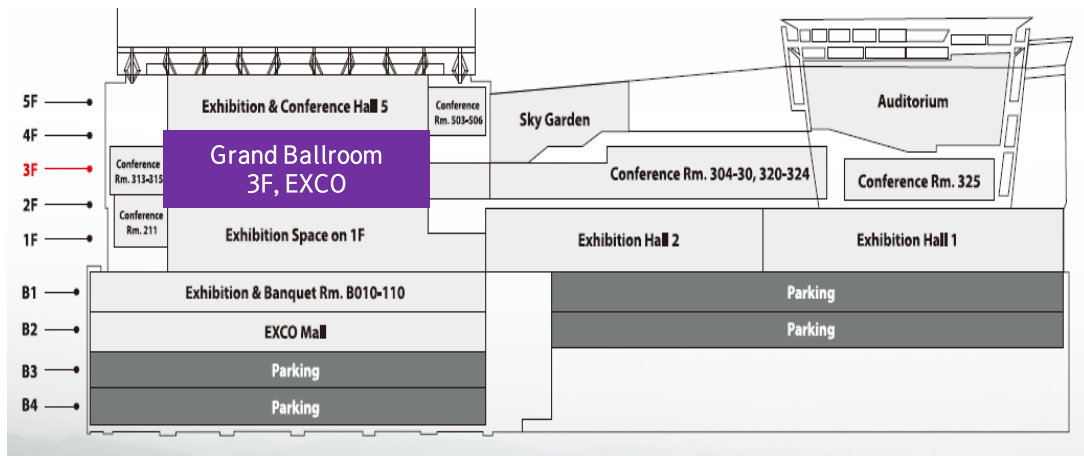 5F
Exhibition & Conference Hall 5
Conference
Rm. 503-506
Sky Garden
Auditorium
4F
Grand Ballroom
3F, EXCO
3F
Conference
Rm. 313-315
Conference Rm. 304-30, 320-324
Conference Rm. 325
2F
Conference
Rm. 211
1F
Exhibition Space on 1F
Exhibition Hall 2
Exhibition Hall 1
B1
Exhibition & Banquet Rm. B010-110
Parking
B2
EXCO Mall
Parking
B3
Parking
B4
Parking